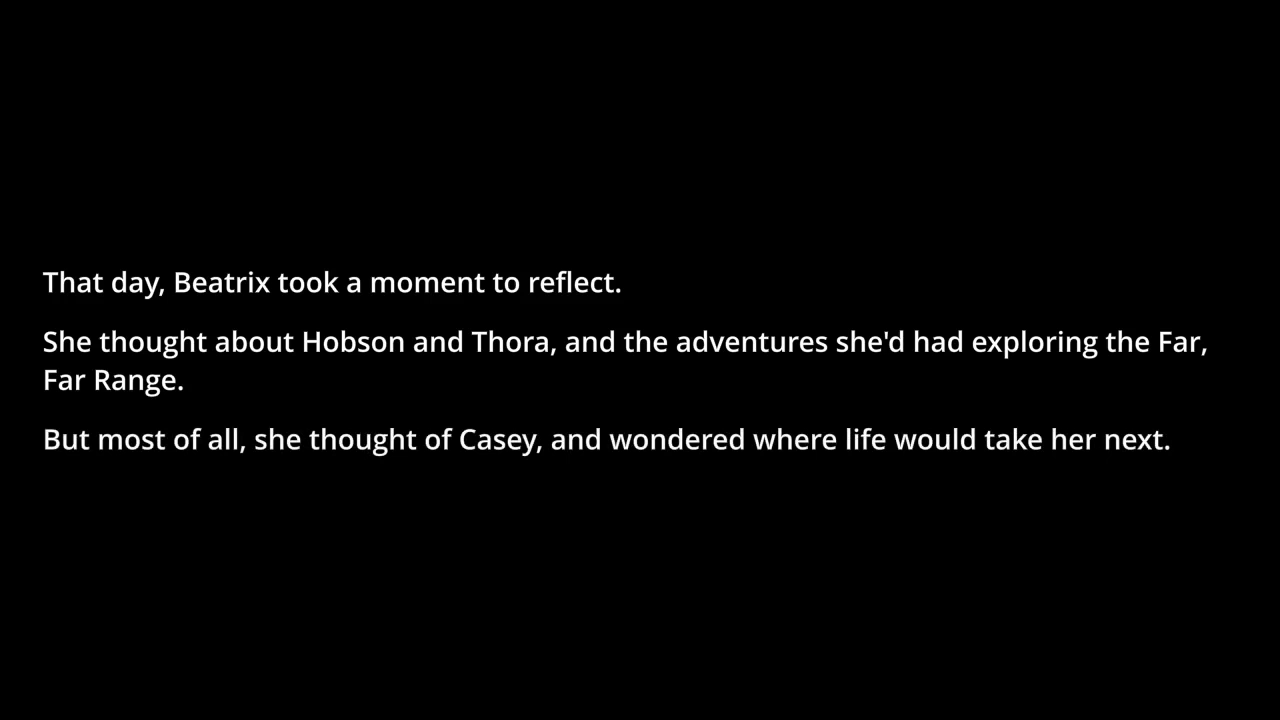 That day, Beatrix took a moment to reflect.
She thought about Hobson and Thora, and the adventures she'd had exploring the Far,
Far Range.
But most of all, she thought of Casey, and wondered where life would take her next.